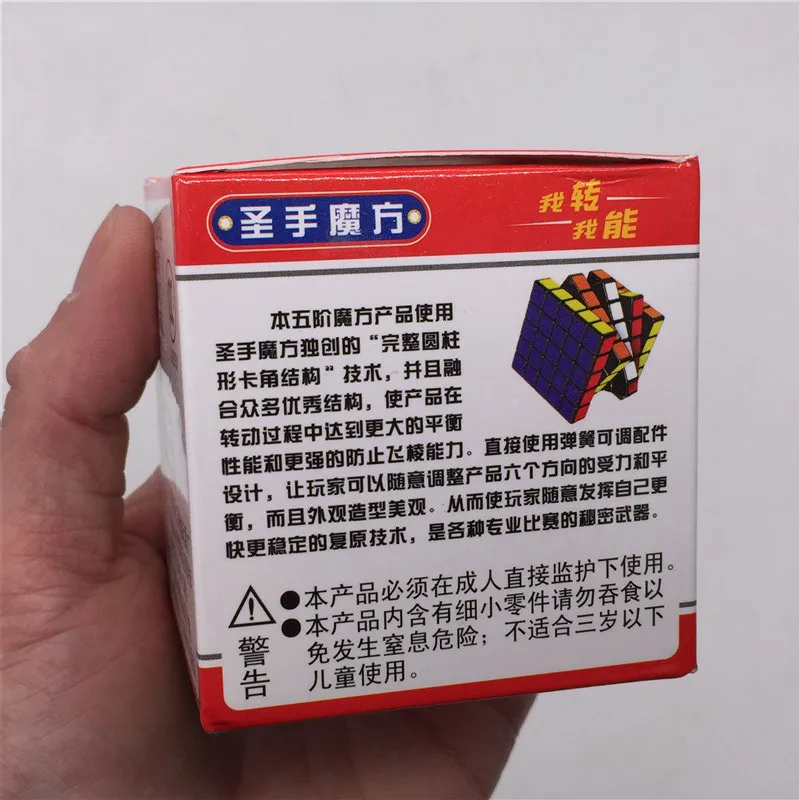 圣手魔方
我转
我能
本五阶魔方产品使用
圣手魔方独创的“完整圆柱
形卡角结构”技术，并且融
合众多优秀结构，使产品在
转动过程中达到更大的平衡
性能和更强的防止飞棱能力。直接使用弹簧可调配件
设计，让玩家可以随意调整产品六个方向的受力和平
衡，而且外观造型美观。从而使玩家随意发挥自己更
快更稳定的复原技术，是各种专业比赛的秘密武器。
警告
●本产品必须在成人直接监护下使用。
●本产品内含有细小零件请勿吞食以
免发生窒息危险；不适合三岁以下
儿童使用。